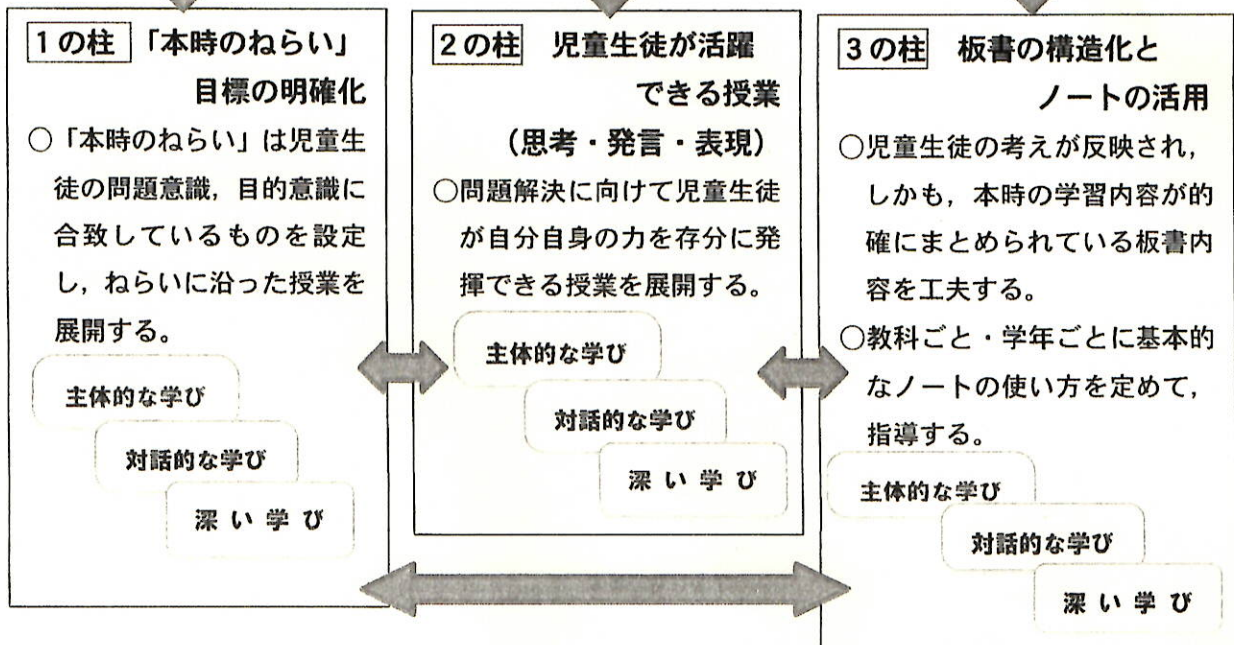 1の柱 「本時のねらい」
目標の明確化
○「本時のねらい」は児童生
徒の問題意識，目的意識に
合致しているものを設定
し，ねらいに沿った授業を
展開する。
主体的な学び
対話的な学び
深 い 学 び
2の柱 児童生徒が活躍
できる授業
（思考・発言・表現）
○問題解決に向けて児童生徒
が自分自身の力を存分に発
揮できる授業を展開する。
主体的な学び
対話的な学び
深 い 学 び
3の柱 板書の構造化と
ノートの活用
○児童生徒の考えが反映され，
しかも，本時の学習内容が的
確にまとめられている板書内
容を工夫する。
○教科ごと・学年ごとに基本的
なノートの使い方を定めて，
指導する。
主体的な学び
対話的な学び
深 い 学 び